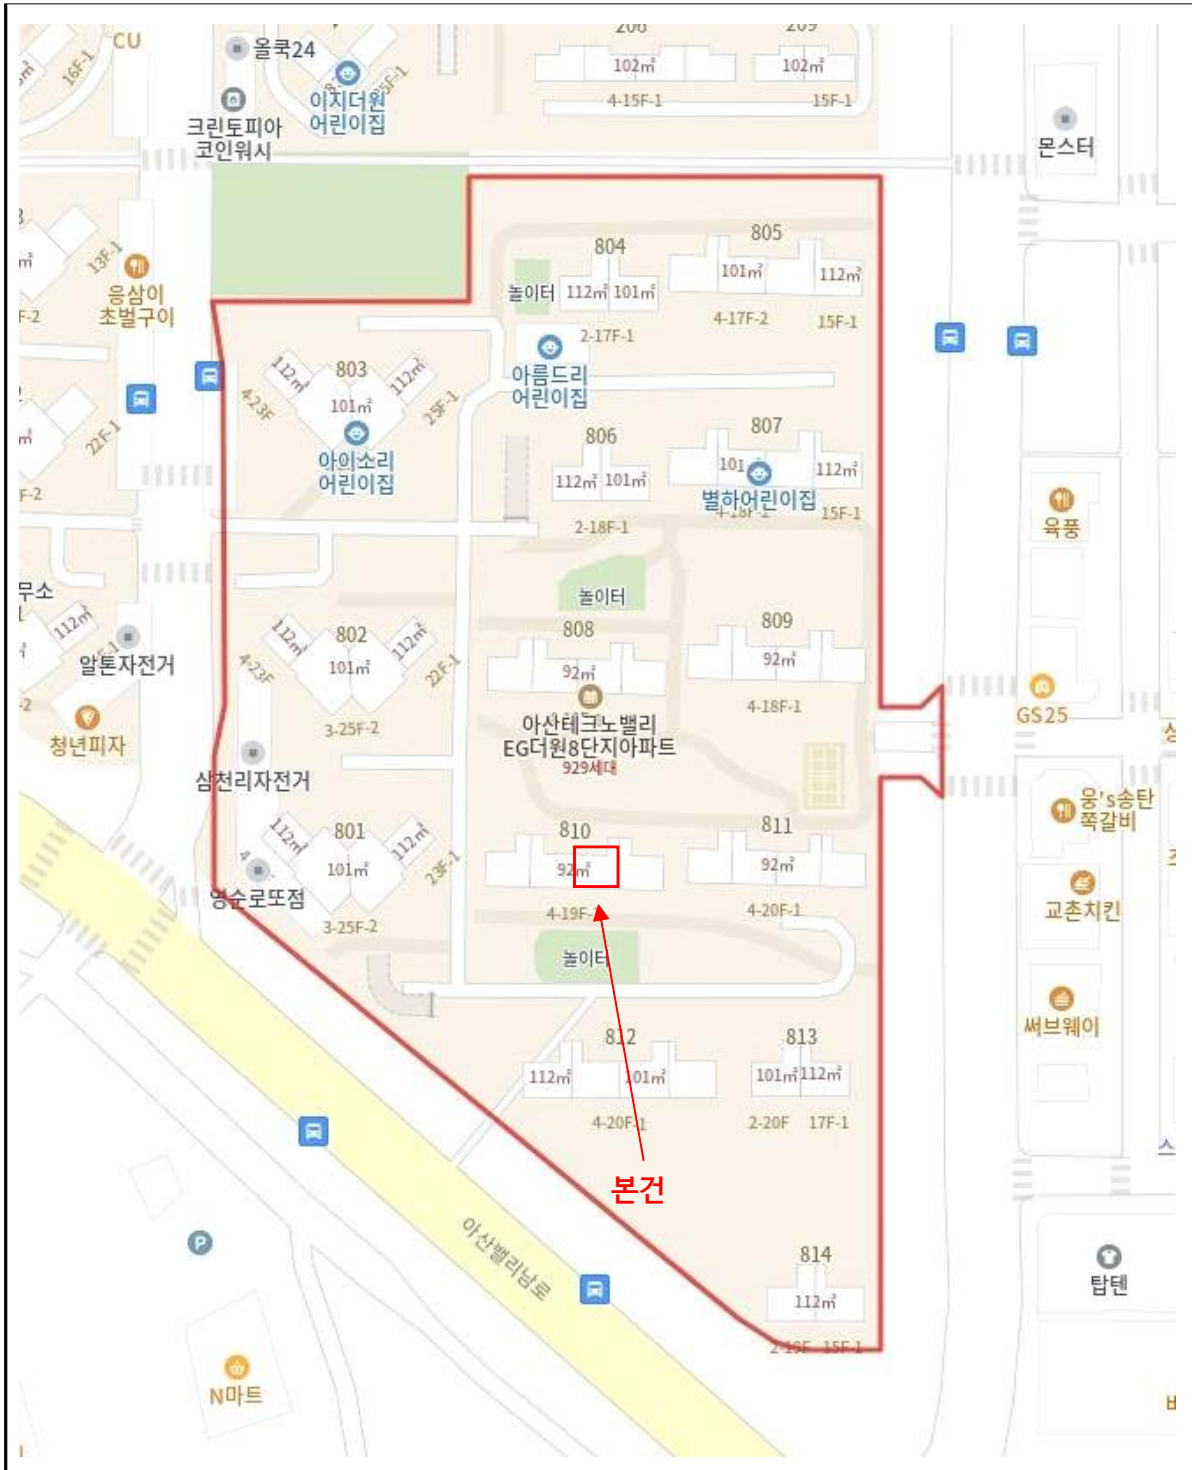 CU
16F-1
올쿡24
이지더원
어린이집
크린토피아
코인워시
102㎡
102㎡
4-15F-1
15F-1
몬스터
13F-1
응삼이
초벌구이
F-2
804
805
101㎡
112㎡
놀이터
112㎡
101㎡
2-17F-1
4-17F-2
15F-1
아름드리
어린이집
803
112㎡
101㎡
112㎡
4-23F
25F-1
아이소리
어린이집
22F-1
F-2
806
807
112㎡
101㎡
101
112㎡
별하어린이집
2-18F-1
4-18F-2
15F-1
육풍
무소
112㎡
알톤자전거
청년피자
놀이터
808
809
92㎡
92㎡
4-18F-1
802
112㎡
101㎡
112㎡
4-23F
22F-1
3-25F-2
아산테크노밸리
EG더원8단지아파트
929세대
GS25
삼천리자전거
웅's송탄
쪽갈비
801
112㎡
101㎡
112㎡
23F-1
영순로또점
3-25F-2
810
811
92㎡
92㎡
4-19F-
4-20F-1
교촌치킨
놀이터
써브웨이
812
813
112㎡
101㎡
101㎡
112㎡
4-20F-1
2-20F
17F-1
본건
아산밸리남로
P
814
112㎡
2-19F
15F-1
탑텐
N마트